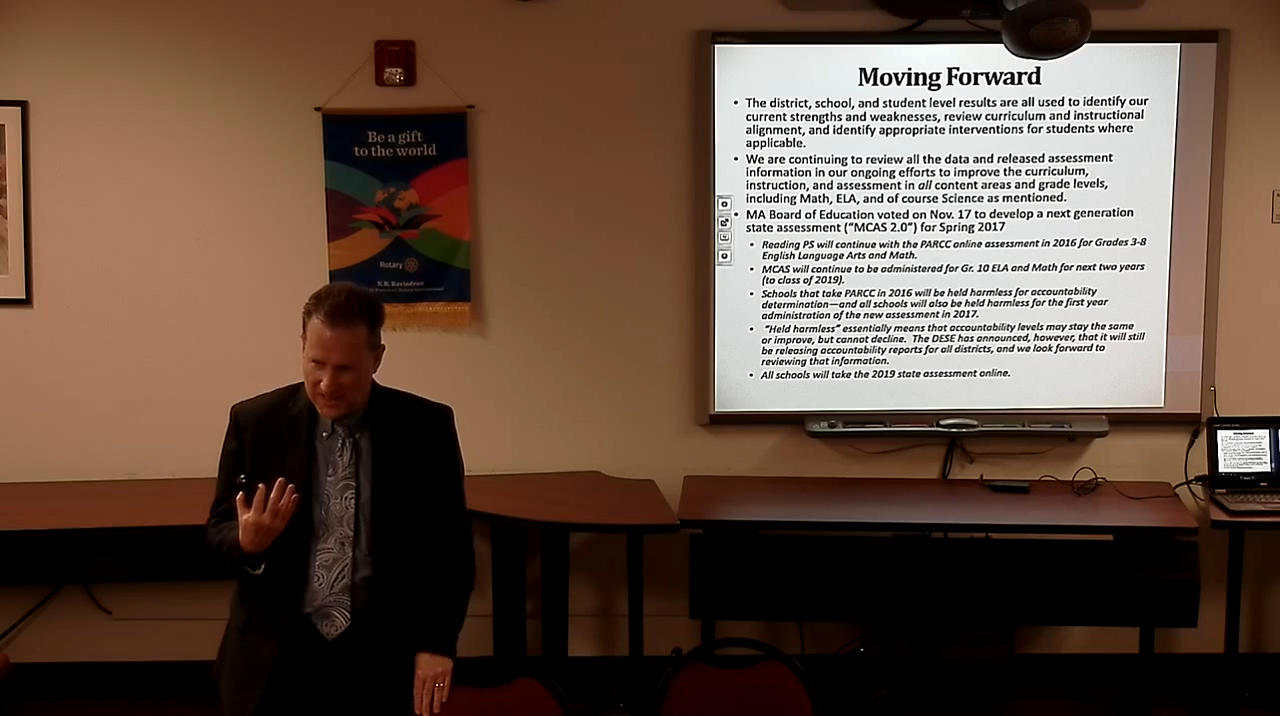 Be a gift
to the world
Rotary
Moving Forward
• The district, school, and student level results are all used to identify our
current strengths and weaknesses, review curriculum and instructional
alignment, and identify appropriate interventions for students where
applicable.
• We are continuing to review all the data and released assessment
information in our ongoing efforts to improve the curriculum,
instruction, and assessment in all content areas and grade levels,
including Math, ELA, and of course Science as mentioned.
• MA Board of Education voted on Nov. 17 to develop a next generation
state assessment ("MCAS 2.0") for Spring 2017
• Reading PS will continue with the PARCC online assessment in 2016 for Grades 3-8
English Language Arts and Math.
• MCAS will continue to be administered for Gr. 10 ELA and Math for next two years
(to class of 2019).
• Schools that take PARCC in 2016 will be held harmless for accountability
determination—and all schools will also be held harmless for the first year
administration of the new assessment in 2017.
• "Held harmless" essentially means that accountability levels may stay the same
or improve, but cannot decline. The DESE has announced, however, that it will still
be releasing accountability reports for all districts, and we look forward to
reviewing that information.
• All schools will take the 2019 state assessment online.
Moving Forward